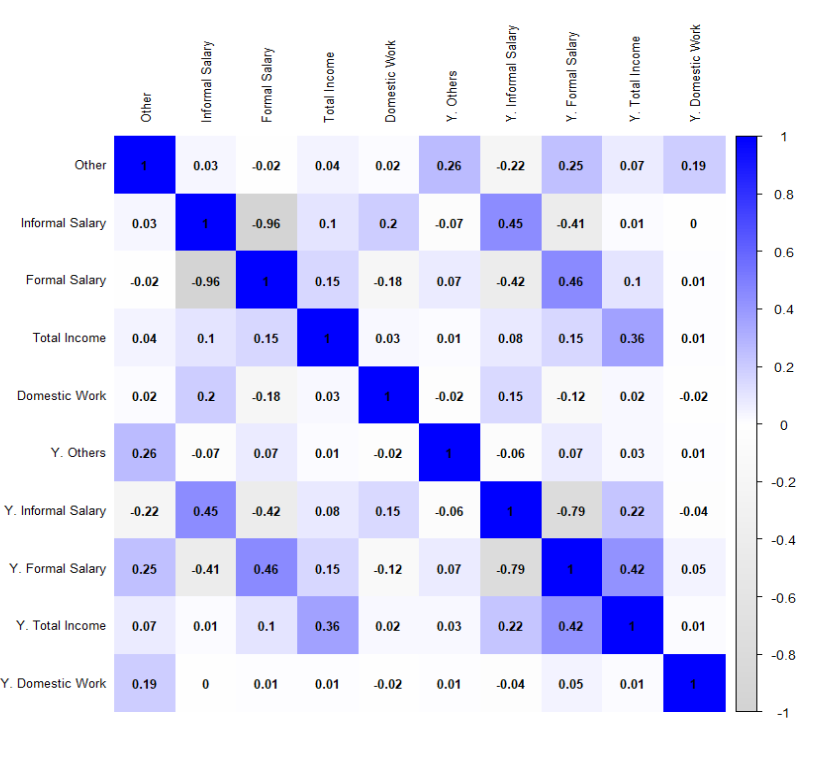 Other Informal Salary Formal Salary Total Income Domestic Work Y. Others Y. Informal Salary Y. Formal Salary Y. Total Income Y. Domestic Work
1
Other 1 0.03 -0.02 0.04 0.02 0.26 -0.22 0.25 0.07 0.19
0.8
Informal Salary 0.03 1 -0.96 0.1 0.2 -0.07 0.45 -0.41 0.01 0
0.6
Formal Salary -0.02 -0.96 1 0.15 -0.18 0.07 -0.42 0.46 0.1 0.01
0.4
Total Income 0.04 0.1 0.15 1 0.03 0.01 0.08 0.15 0.36 0.01
0.2
Domestic Work 0.02 0.2 -0.18 0.03 1 -0.02 0.15 -0.12 0.02 -0.02
0
Y. Others 0.26 -0.07 0.07 0.01 -0.02 1 -0.06 0.07 0.03 0.01
-0.2
Y. Informal Salary -0.22 0.45 -0.42 0.08 0.15 -0.06 1 -0.79 0.22 -0.04
-0.4
Y. Formal Salary 0.25 -0.41 0.46 0.15 -0.12 0.07 -0.79 1 0.42 0.05
-0.6
Y. Total Income 0.07 0.01 0.1 0.36 0.02 0.03 0.22 0.42 1 0.01
-0.8
Y. Domestic Work 0.19 0 0.01 0.01 -0.02 0.01 -0.04 0.05 0.01 1
-1